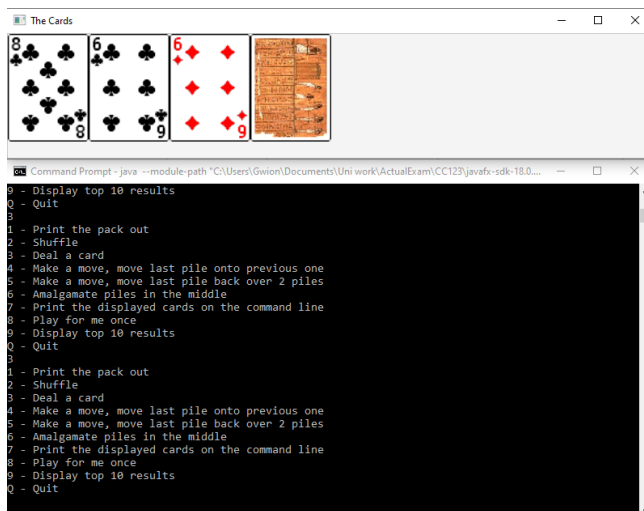 The Cards
8 6 6
8 9 9
Command Prompt - java --module-path "C:\Users\Gwion\Documents\Uni work\ActualExam\CC123\javafx-sdk-18.0....
9 - Display top 10 results
Q - Quit
3
1 - Print the pack out
2 - Shuffle
3 - Deal a card
4 - Make a move, move last pile onto previous one
5 - Make a move, move last pile back over 2 piles
6 - Amalgamate piles in the middle
7 - Print the displayed cards on the command line
8 - Play for me once
9 - Display top 10 results
Q - Quit
3
1 - Print the pack out
2 - Shuffle
3 - Deal a card
4 - Make a move, move last pile onto previous one
5 - Make a move, move last pile back over 2 piles
6 - Amalgamate piles in the middle
7 - Print the displayed cards on the command line
8 - Play for me once
9 - Display top 10 results
Q - Quit